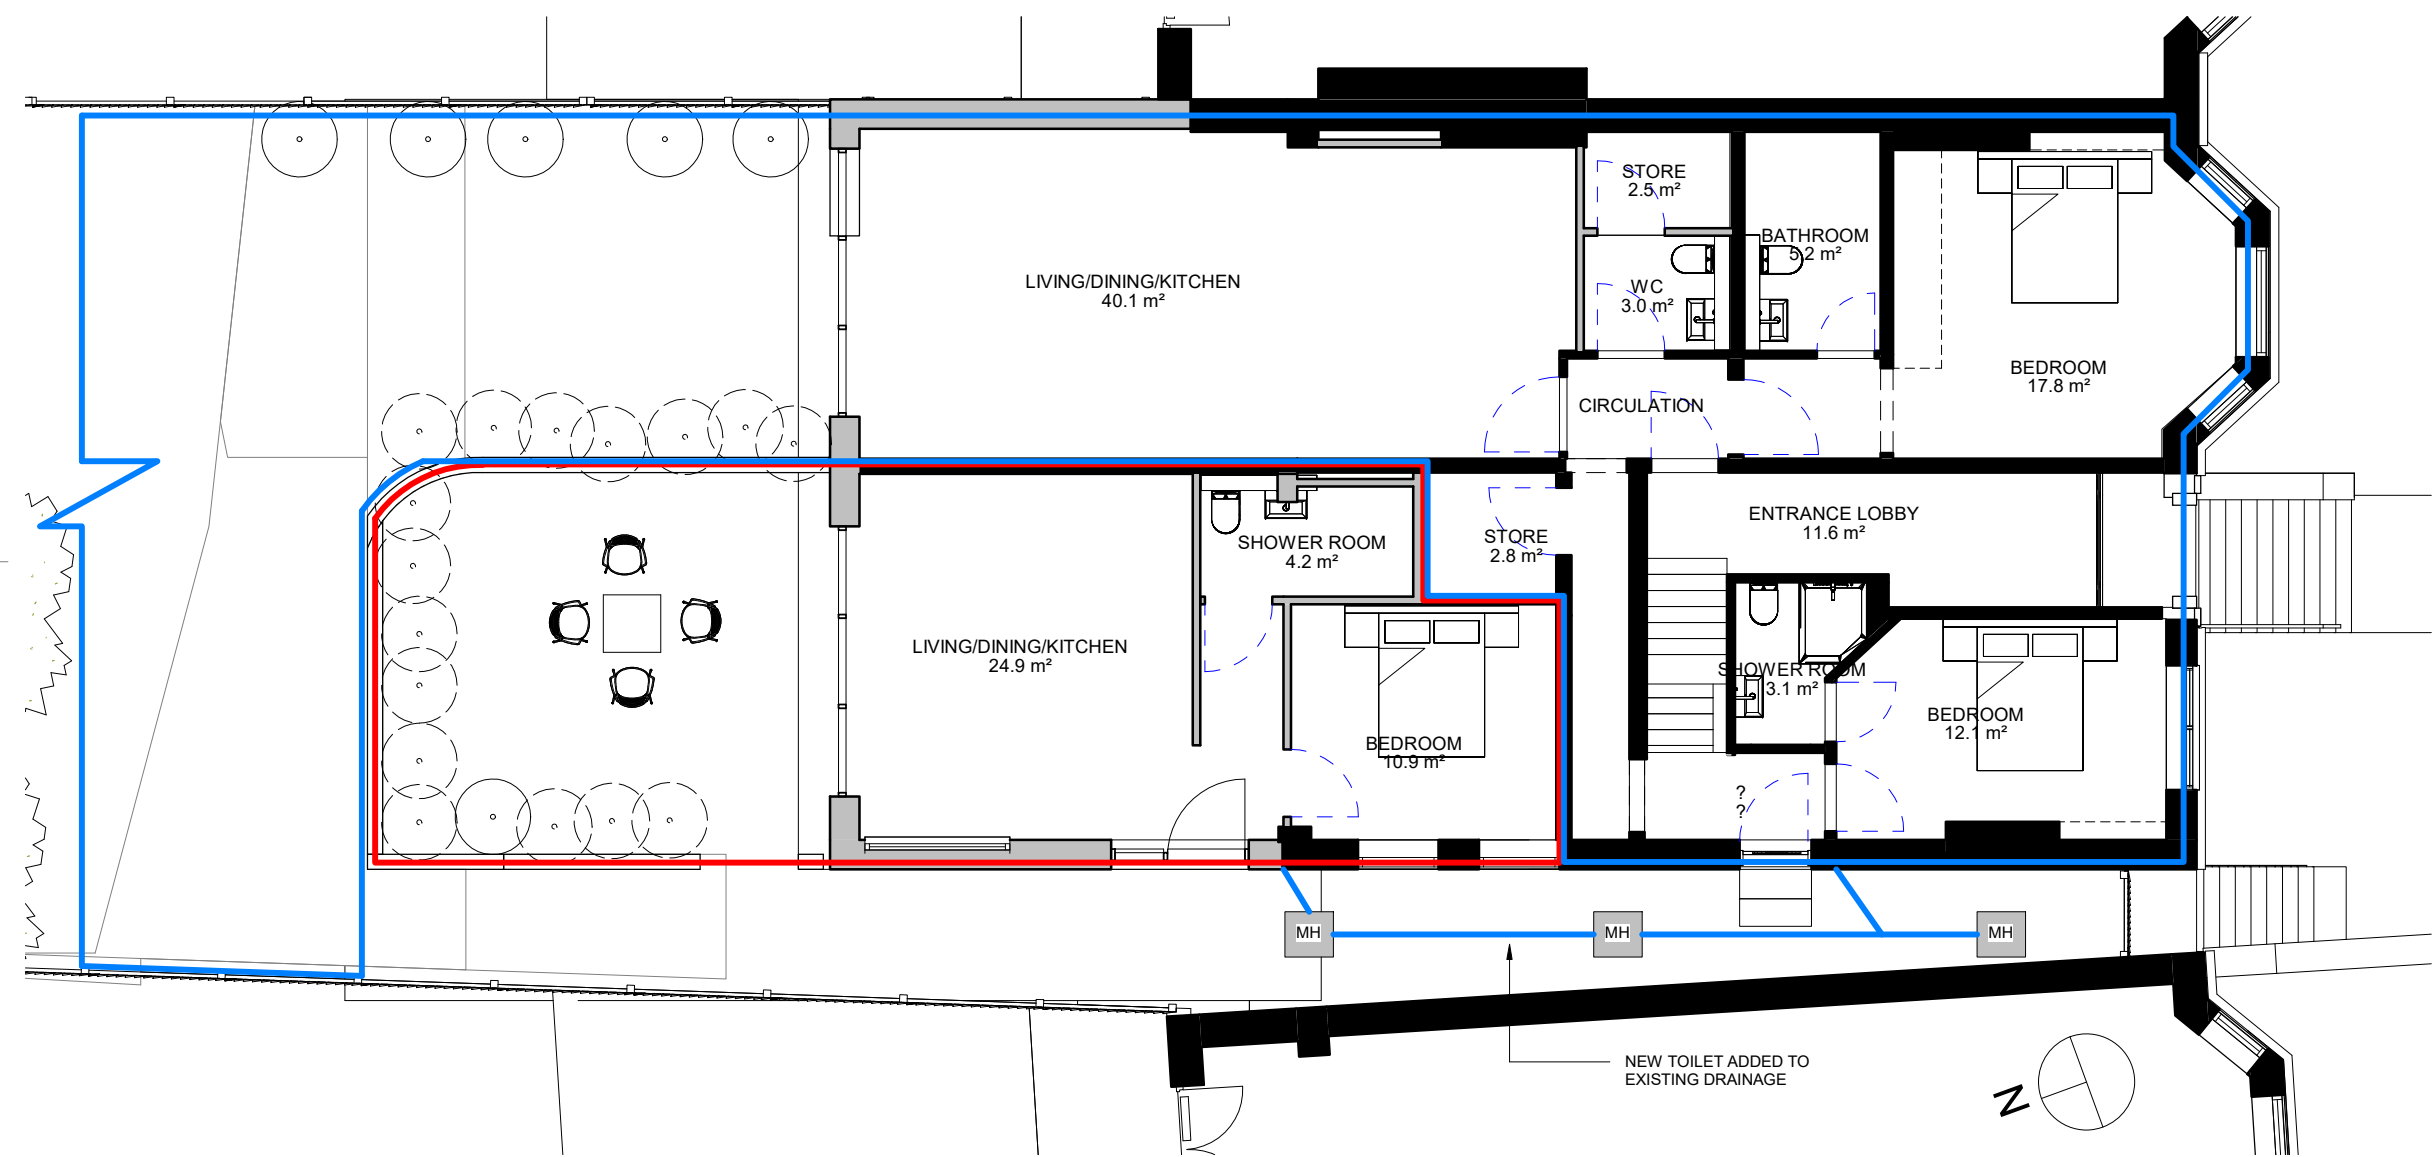 STORE
2.5 m²
BATHROOM
5.2 m²
LIVING/DINING/KITCHEN
40.1 m²
WC
3.0 m²
BEDROOM
17.8 m²
CIRCULATION
ENTRANCE LOBBY
11.6 m²
STORE
2.8 m²
SHOWER ROOM
4.2 m²
LIVING/DINING/KITCHEN
24.9 m²
SHOWER ROOM
3.1 m²
BEDROOM
12.1 m²
BEDROOM
10.9 m²
?
?
MH
MH
MH
NEW TOILET ADDED TO
EXISTING DRAINAGE
N